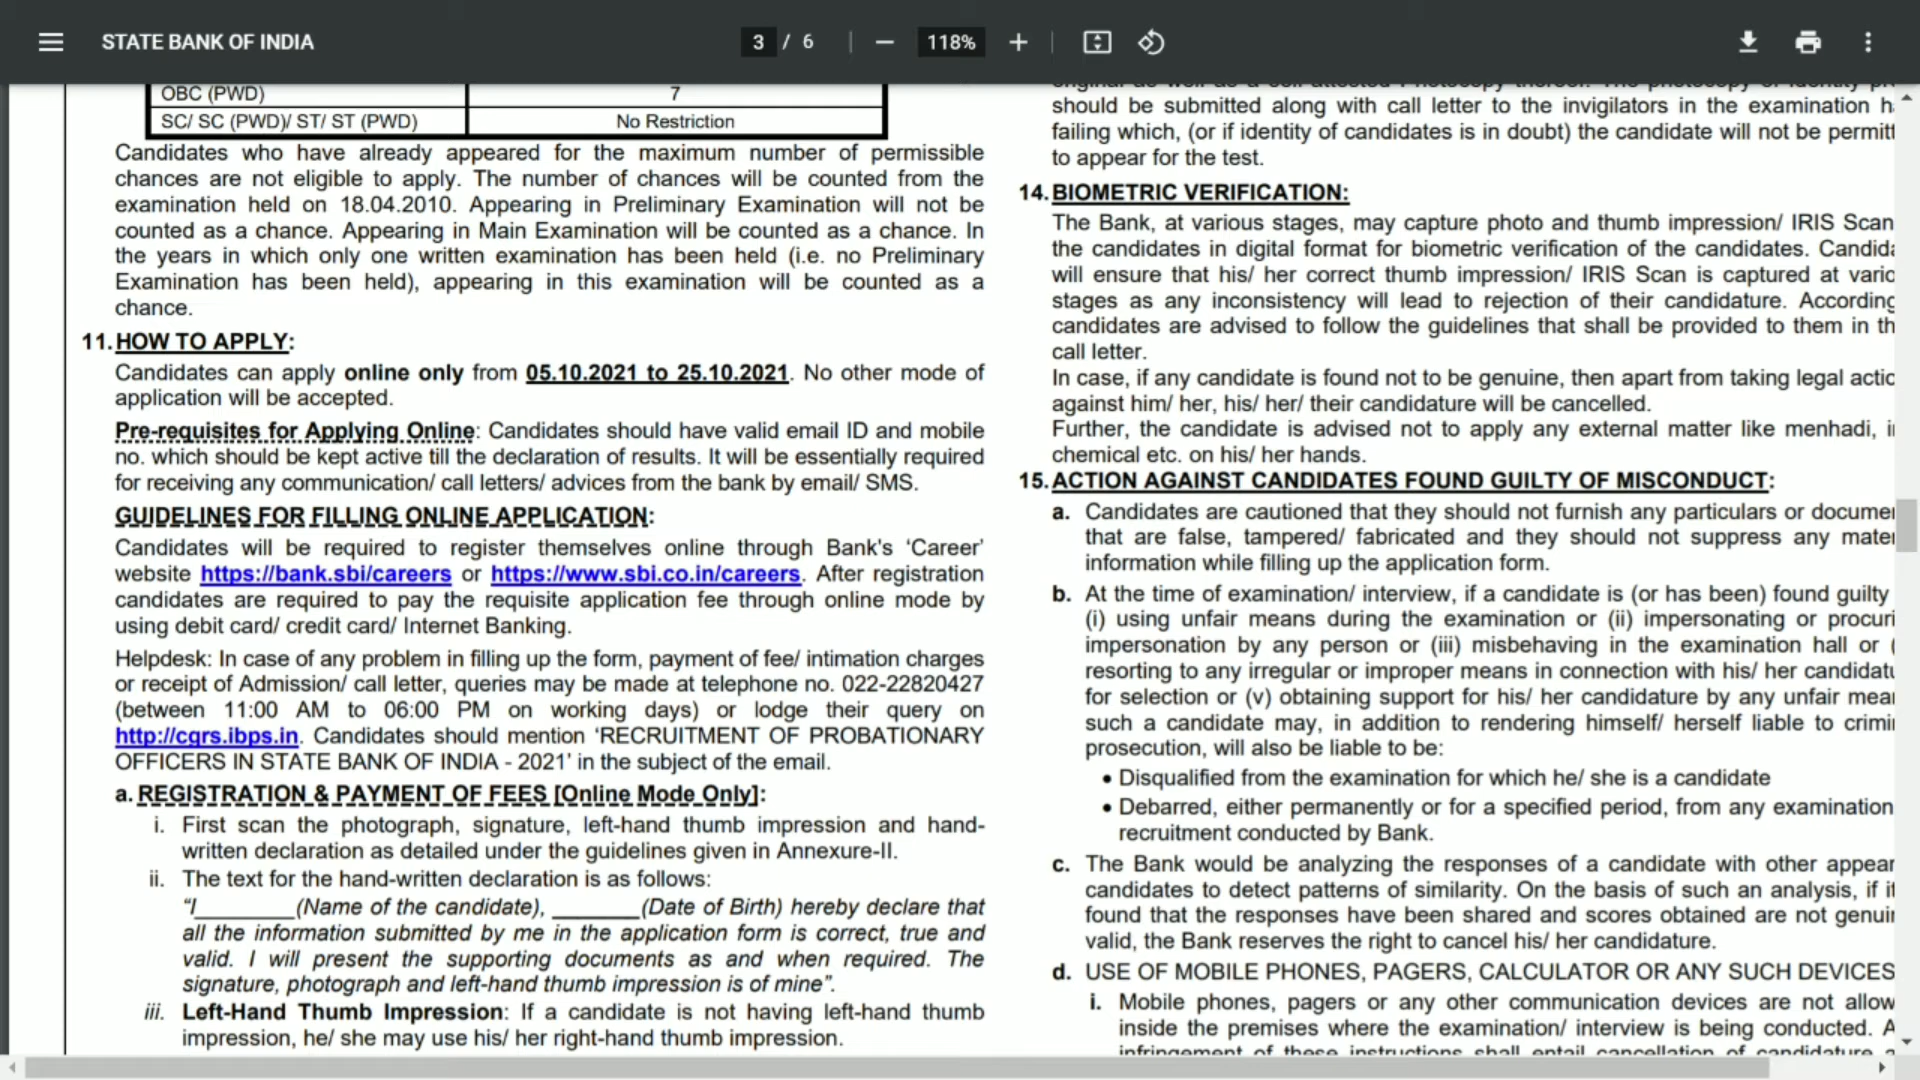 STATE BANK OF INDIA
3 / 6
118%
OBC (PWD) 7
SC/ SC (PWD)/ ST/ ST (PWD) No Restriction
Candidates who have already appeared for the maximum number of permissible
chances are not eligible to apply. The number of chances will be counted from the
examination held on 18.04.2010. Appearing in Preliminary Examination will not be
counted as a chance. Appearing in Main Examination will be counted as a chance. In
the years in which only one written examination has been held (i.e. no Preliminary
Examination has been held), appearing in this examination will be counted as a
chance.
11. HOW TO APPLY:
Candidates can apply online only from 05.10.2021 to 25.10.2021. No other mode of
application will be accepted.
Pre-requisites for Applying Online: Candidates should have valid email ID and mobile
no. which should be kept active till the declaration of results. It will be essentially required
for receiving any communication/ call letters/ advices from the bank by email/ SMS.
GUIDELINES FOR FILLING ONLINE APPLICATION:
Candidates will be required to register themselves online through Bank's ‘Career’
website https://bank.sbi/careers or https://www.sbi.co.in/careers. After registration
candidates are required to pay the requisite application fee through online mode by
using debit card/ credit card/ Internet Banking.
Helpdesk: In case of any problem in filling up the form, payment of fee/ intimation charges
or receipt of Admission/ call letter, queries may be made at telephone no. 022-22820427
(between 11:00 AM to 06:00 PM on working days) or lodge their query on
http://cgrs.ibps.in. Candidates should mention ‘RECRUITMENT OF PROBATIONARY
OFFICERS IN STATE BANK OF INDIA - 2021’ in the subject of the email.
a. REGISTRATION & PAYMENT OF FEES [Online Mode Only]:
i. First scan the photograph, signature, left-hand thumb impression and hand-
written declaration as detailed under the guidelines given in Annexure-II.
ii. The text for the hand-written declaration is as follows:
“I________(Name of the candidate), _______(Date of Birth) hereby declare that
all the information submitted by me in the application form is correct, true and
valid. I will present the supporting documents as and when required. The
signature, photograph and left-hand thumb impression is of mine”.
iii. Left-Hand Thumb Impression: If a candidate is not having left-hand thumb
impression, he/ she may use his/ her right-hand thumb impression.
should be submitted along with call letter to the invigilators in the examination h
failing which, (or if identity of candidates is in doubt) the candidate will not be permitt
to appear for the test.
14. BIOMETRIC VERIFICATION:
The Bank, at various stages, may capture photo and thumb impression/ IRIS Scan
the candidates in digital format for biometric verification of the candidates. Candida
will ensure that his/ her correct thumb impression/ IRIS Scan is captured at vario
stages as any inconsistency will lead to rejection of their candidature. According
candidates are advised to follow the guidelines that shall be provided to them in th
call letter.
In case, if any candidate is found not to be genuine, then apart from taking legal actio
against him/ her, his/ her/ their candidature will be cancelled.
Further, the candidate is advised not to apply any external matter like menhadi, i
chemical etc. on his/ her hands.
15. ACTION AGAINST CANDIDATES FOUND GUILTY OF MISCONDUCT:
a. Candidates are cautioned that they should not furnish any particulars or documen
that are false, tampered/ fabricated and they should not suppress any mater
information while filling up the application form.
b. At the time of examination/ interview, if a candidate is (or has been) found guilty
(i) using unfair means during the examination or (ii) impersonating or procuri
impersonation by any person or (iii) misbehaving in the examination hall or (
resorting to any irregular or improper means in connection with his/ her candidatu
for selection or (v) obtaining support for his/ her candidature by any unfair mea
such a candidate may, in addition to rendering himself/ herself liable to crimi
prosecution, will also be liable to be:
• Disqualified from the examination for which he/ she is a candidate
• Debarred, either permanently or for a specified period, from any examination
recruitment conducted by Bank.
c. The Bank would be analyzing the responses of a candidate with other appear
candidates to detect patterns of similarity. On the basis of such an analysis, if it
found that the responses have been shared and scores obtained are not genuin
valid, the Bank reserves the right to cancel his/ her candidature.
d. USE OF MOBILE PHONES, PAGERS, CALCULATOR OR ANY SUCH DEVICES
i. Mobile phones, pagers or any other communication devices are not allow
inside the premises where the examination/ interview is being conducted. A
infringement of these instructions shall entail cancellation of candidature a